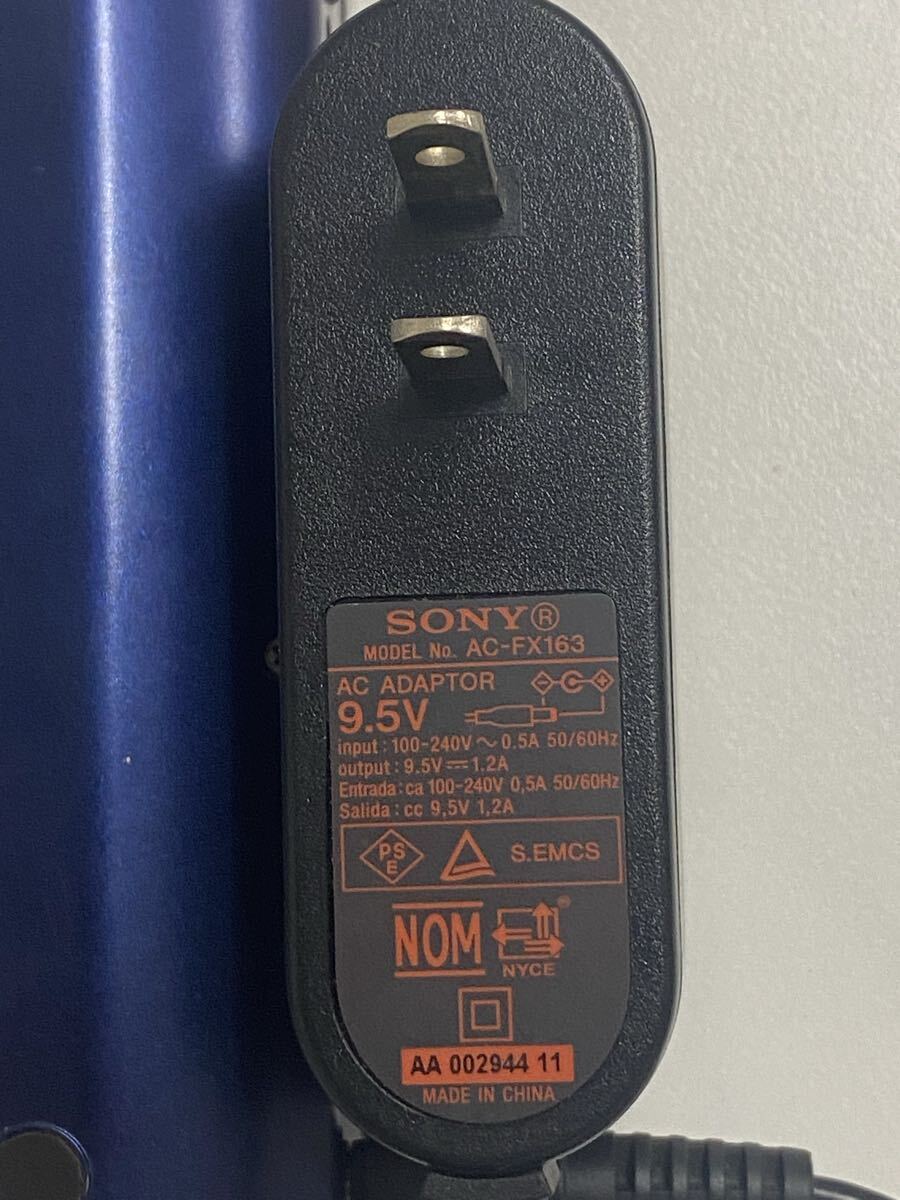 SONY®
MODEL No. AC-FX163
AC ADAPTOR
9.5V
input : 100-240V ~ 0.5A 50/60Hz
output : 9.5V ⎓ 1.2A
Entrada : ca 100-240V 0,5A 50/60Hz
Salida : cc 9,5V 1,2A
PS
E
S.EMCS
NOM
NYCE
AA 002944 11
MADE IN CHINA